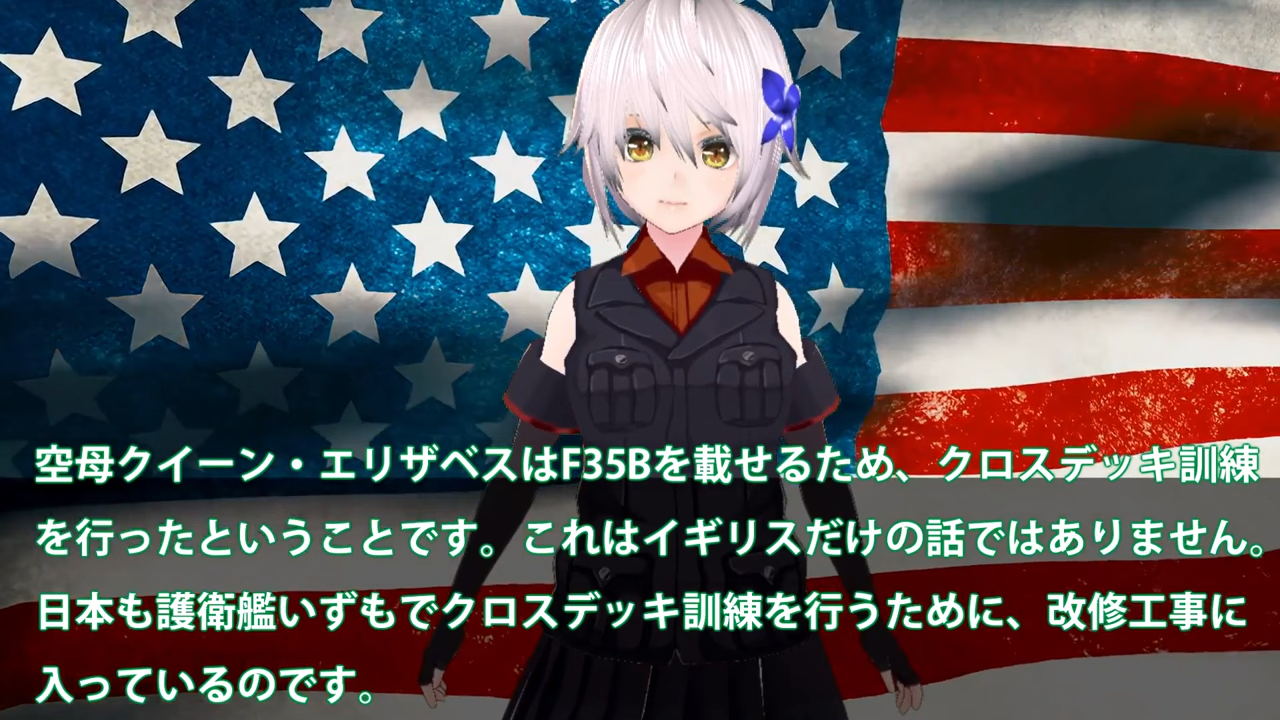 空母クイーン・エリザベスはF35Bを載せるため、クロスデッキ訓練
を行ったということです。これはイギリスだけの話ではありません。
日本も護衛艦いずもでクロスデッキ訓練を行うために、改修工事に
入っているのです。